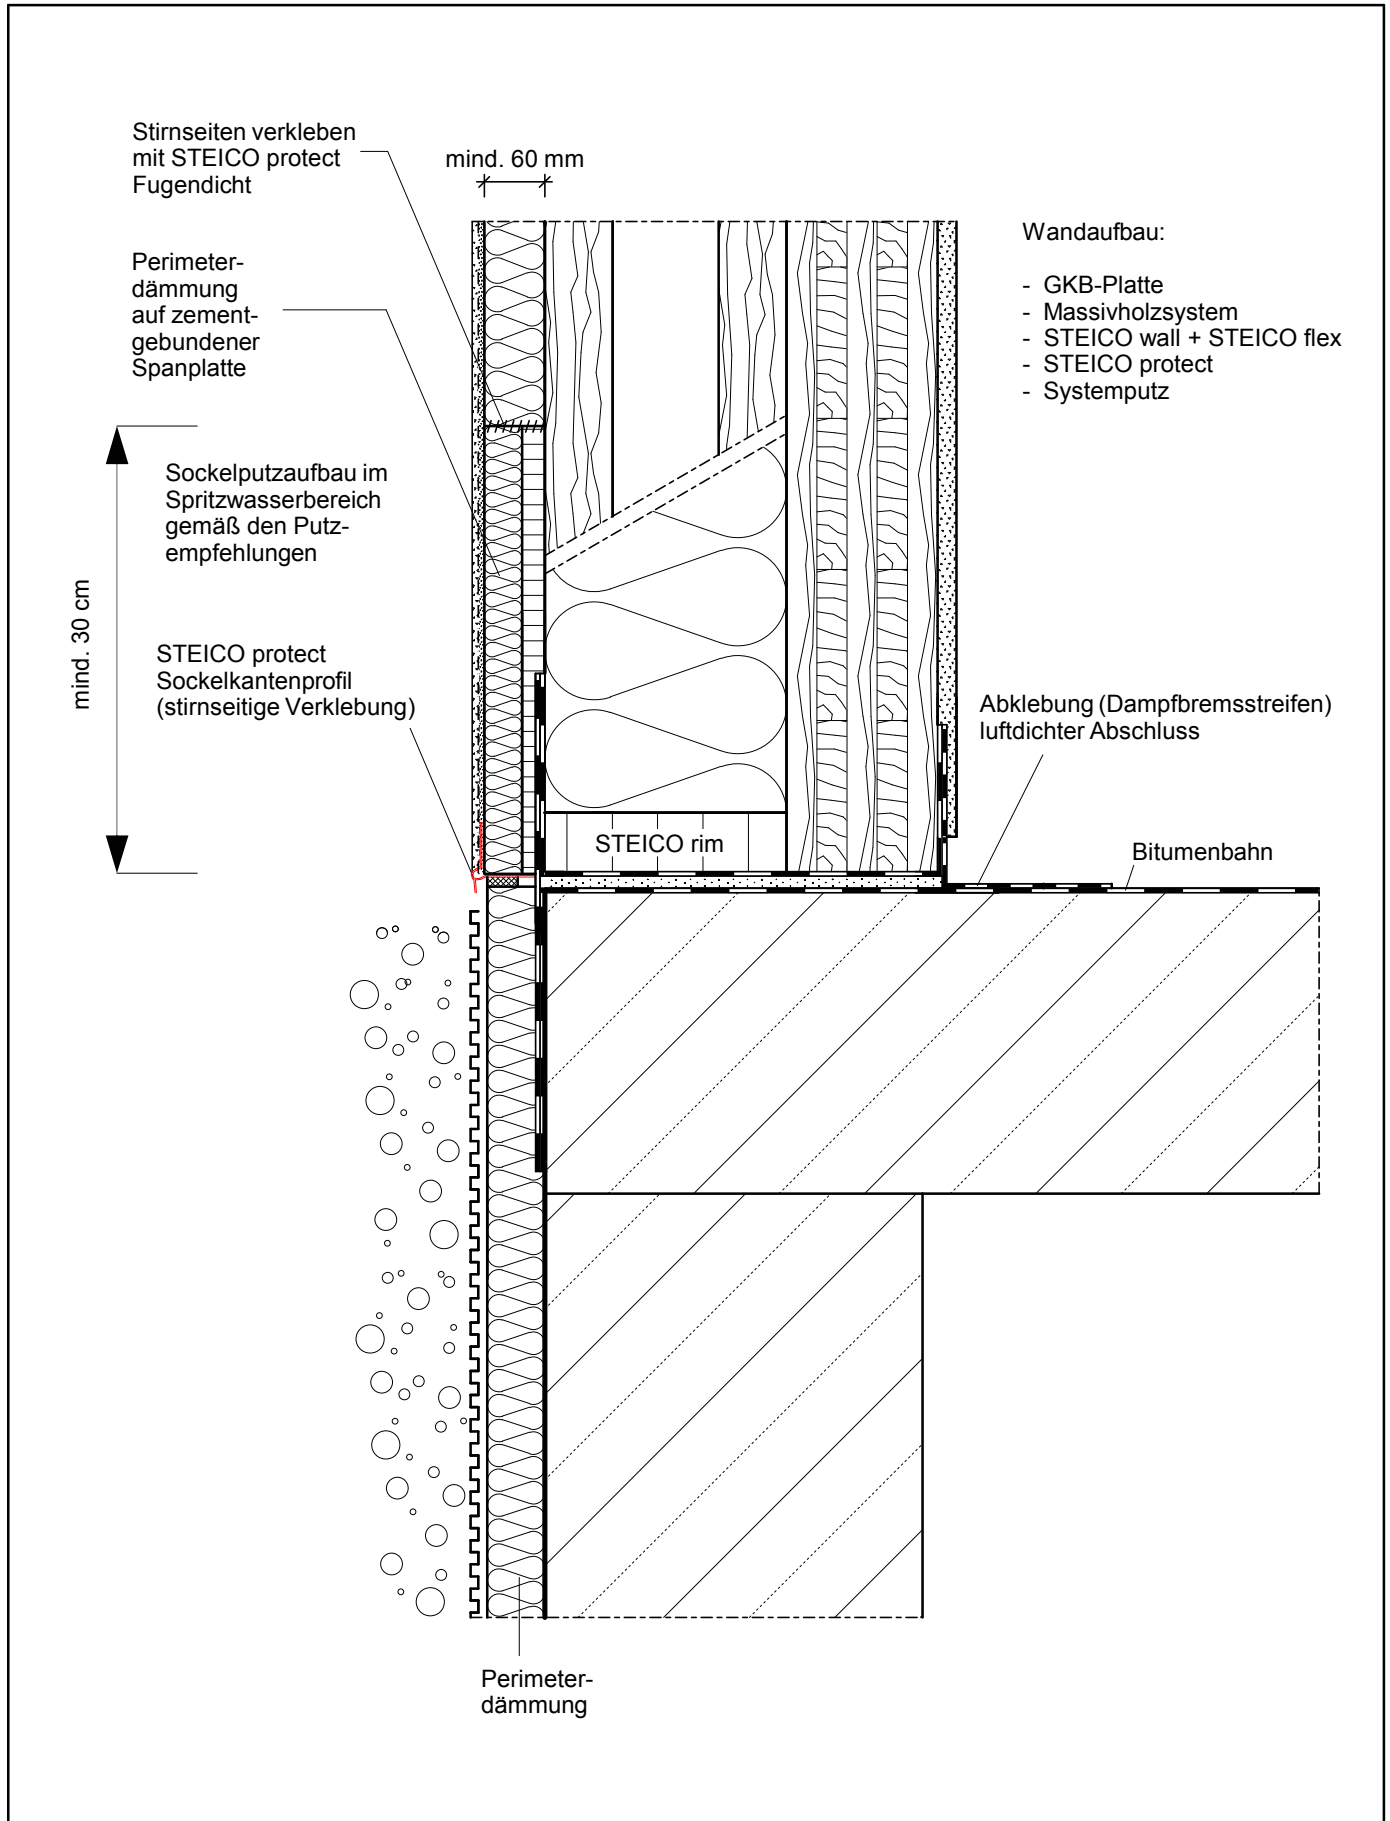 Stirnseiten verkleben
mit STEICO protect
Fugendicht
mind. 60 mm
Perimeter-
dämmung
auf zement-
gebundener
Spanplatte
Wandaufbau:
- GKB-Platte
- Massivholzsystem
- STEICO wall + STEICO flex
- STEICO protect
- Systemputz
Sockelputzaufbau im
Spritzwasserbereich
gemäß den Putz-
empfehlungen
mind. 30 cm
STEICO protect
Sockelkantenprofil
(stirnseitige Verklebung)
Abklebung (Dampfbremsstreifen)
luftdichter Abschluss
STEICO rim
Bitumenbahn
Perimeter-
dämmung